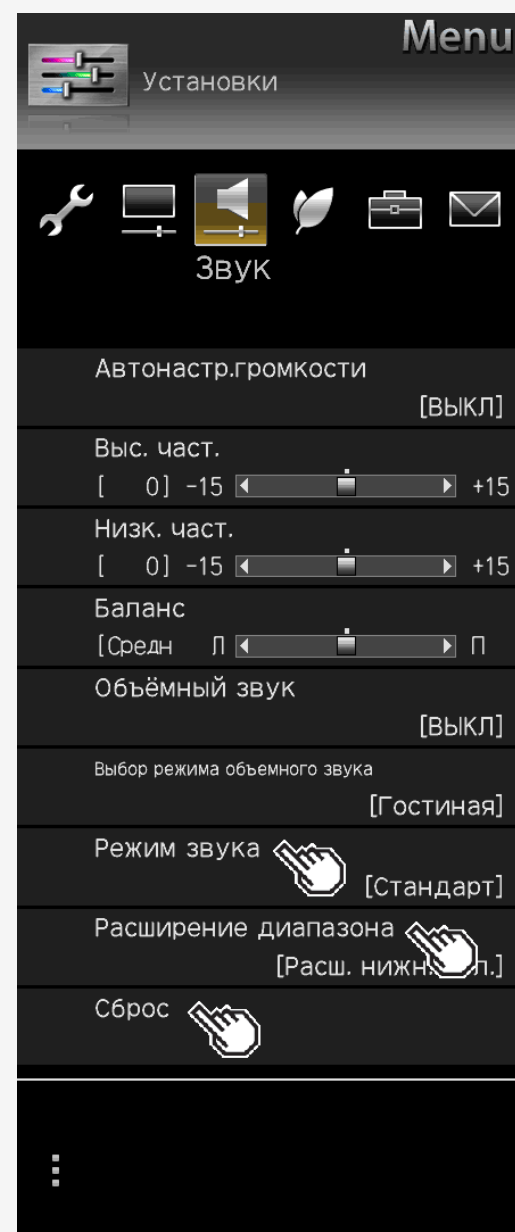 Menu
Установки
Звук
Автонастр.громкости
[ВЫКЛ]
Выс. част.
[ 0] -15 +15
Низк. част.
[ 0] -15 +15
Баланс
[Средн Л П
Объёмный звук
[ВЫКЛ]
Выбор режима объемного звука
[Гостиная]
Режим звука
[Стандарт]
Расширение диапазона
[Расш. нижн. п.]
Сброс